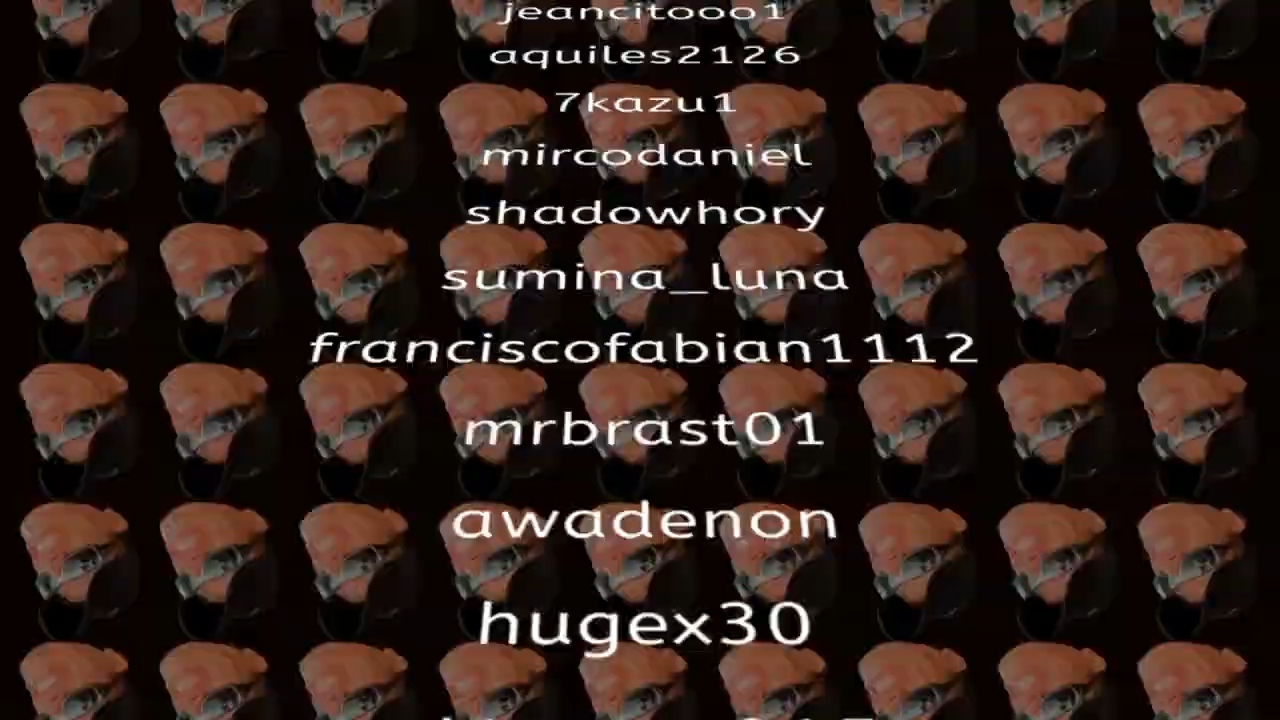 jeancitooo1
aquiles2126
7kazu1
mircodaniel
shadowhory
sumina_luna
franciscofabian1112
mrbrast01
awadenon
hugex30